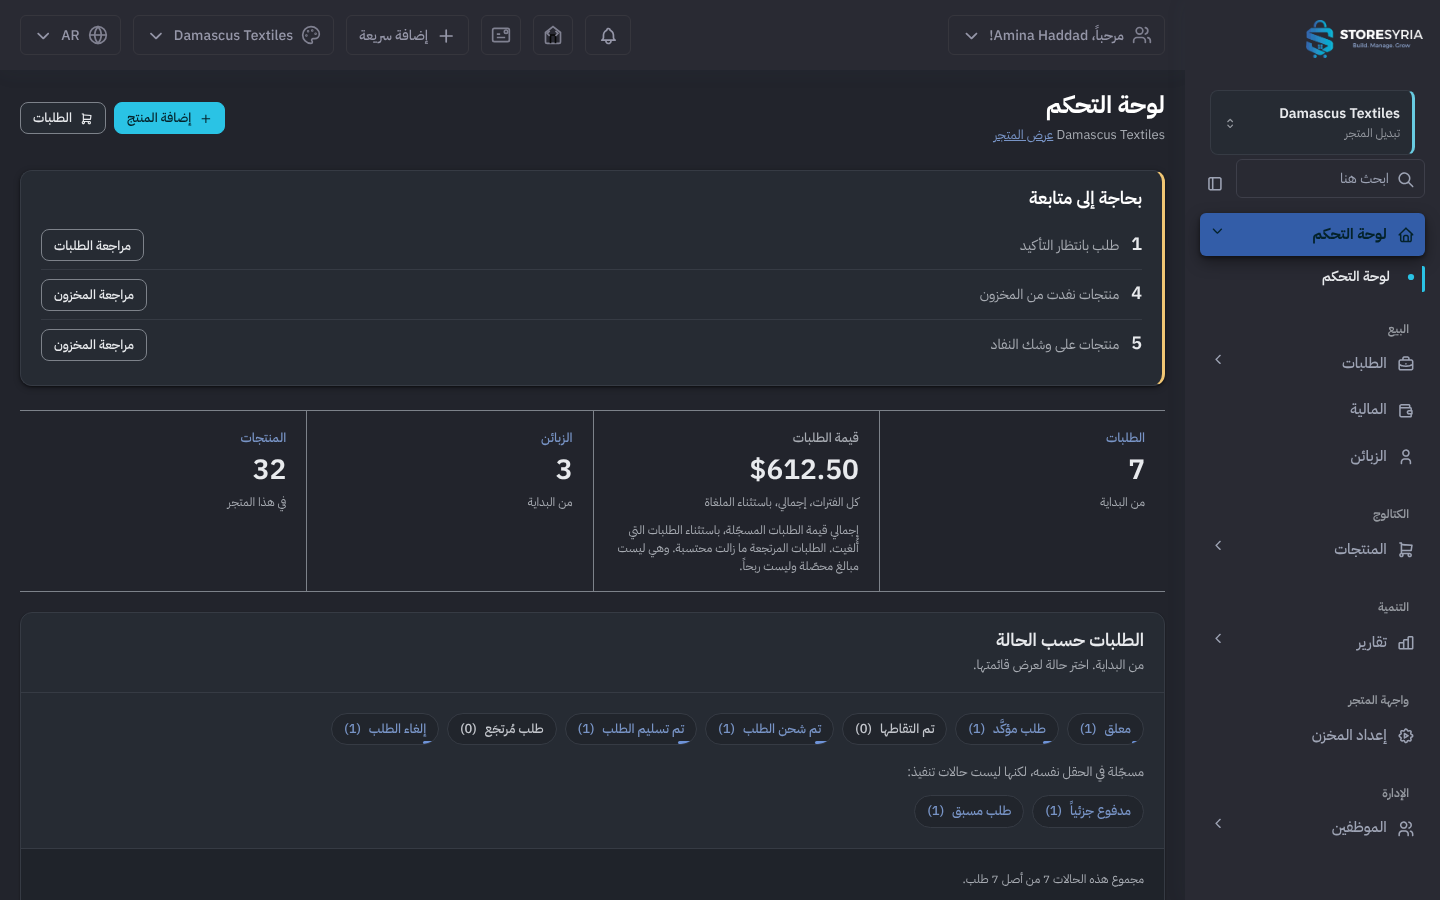 STORESYRIA
Build. Manage. Grow
مرحباً، Amina Haddad!
إضافة سريعة
Damascus Textiles
AR
Damascus Textiles
تبديل المتجر
ابحث هنا
لوحة التحكم
لوحة التحكم
البيع
الطلبات
المالية
الزبائن
الكتالوج
المنتجات
التنمية
تقارير
واجهة المتجر
إعداد المخزن
الإدارة
الموظفين
لوحة التحكم
Damascus Textiles عرض المتجر
إضافة المنتج
الطلبات
بحاجة إلى متابعة
1 طلب بانتظار التأكيد
مراجعة الطلبات
4 منتجات نفدت من المخزون
مراجعة المخزون
5 منتجات على وشك النفاد
مراجعة المخزون
الطلبات
7
من البداية
قيمة الطلبات
$612.50
كل الفترات، إجمالي، باستثناء الملغاة
إجمالي قيمة الطلبات المسجّلة، باستثناء الطلبات التي
أُلغيت. الطلبات المرتجعة ما زالت محتسبة. وهي ليست
مبالغ محصّلة وليست ربحاً.
الزبائن
3
من البداية
المنتجات
32
في هذا المتجر
الطلبات حسب الحالة
من البداية. اختر حالة لعرض قائمتها.
معلق (1)
طلب مؤكَّد (1)
تم التقاطها (0)
تم شحن الطلب (1)
تم تسليم الطلب (1)
طلب مُرتجَع (0)
إلغاء الطلب (1)
مسجّلة في الحقل نفسه، لكنها ليست حالات تنفيذ:
مدفوع جزئياً (1)
طلب مسبق (1)
مجموع هذه الحالات 7 من أصل 7 طلب.